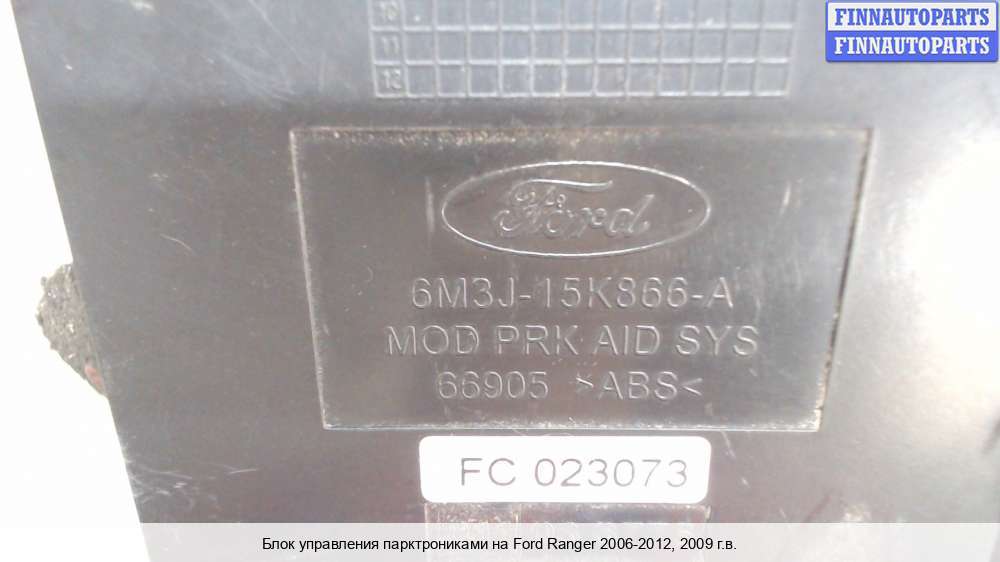 FINNAUTOPARTS
FINNAUTOPARTS
10
11
12
Ford
6M3J-15K866-A
MOD PRK AID SYS
66905 >ABS<
FC 023073
Блок управления парктрониками на Ford Ranger 2006-2012, 2009 г.в.